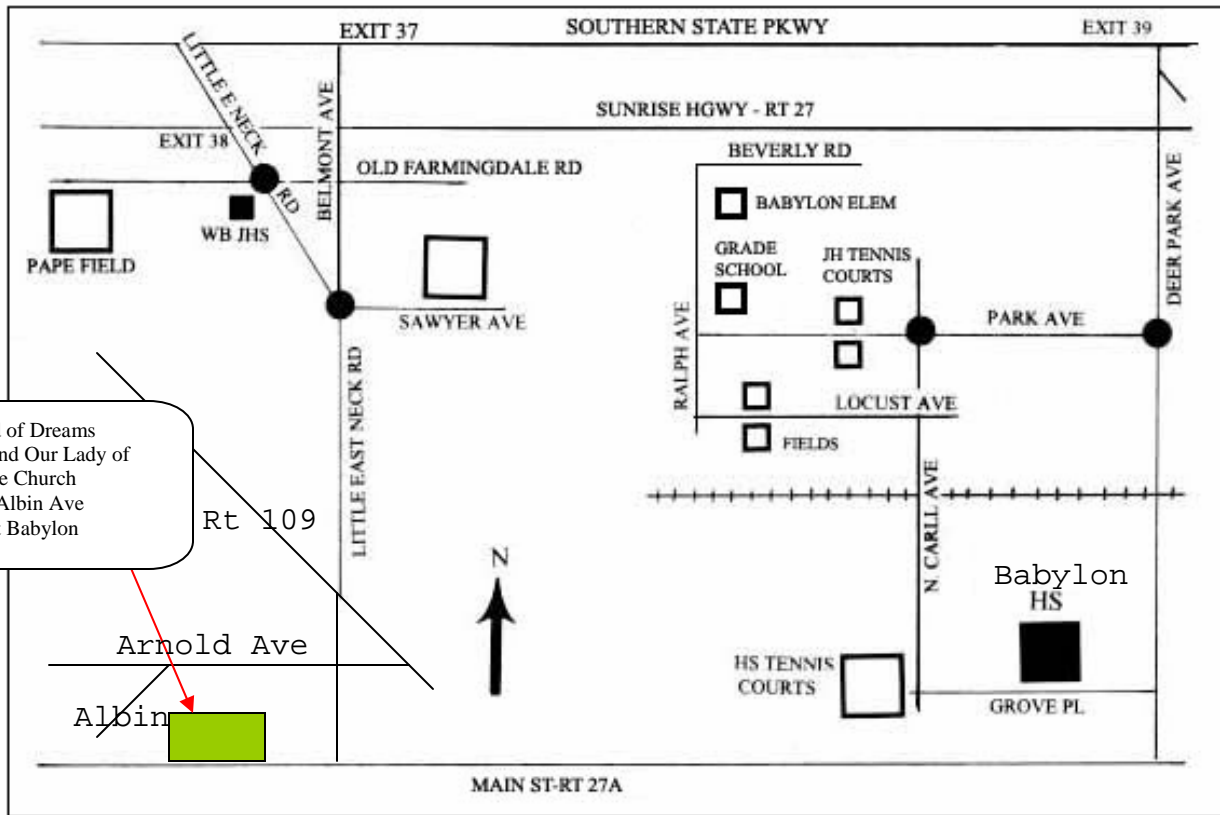 EXIT 37
SOUTHERN STATE PKWY
EXIT 39
LITTLE E NECK
RD
BELMONT AVE
SUNRISE HGWY - RT 27
EXIT 38
OLD FARMINGDALE RD
BEVERLY RD
DEER PARK AVE
WB JHS
PAPE FIELD
BABYLON ELEM
GRADE
SCHOOL
JH TENNIS
COURTS
SAWYER AVE
PARK AVE
RALPH AVE
LITTLE EAST NECK RD
LOCUST AVE
FIELDS
of Dreams
Our Lady of
Church
Albin Ave
Babylon
Rt 109
N
N. CARLL AVE
Babylon
HS
Arnold Ave
HS TENNIS
COURTS
GROVE PL
Albin
MAIN ST-RT 27A